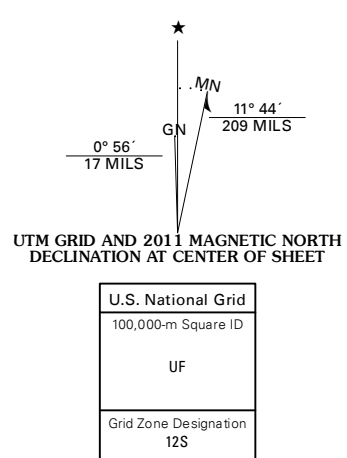 MN
11° 44´
209 MILS
GN
0° 56´
17 MILS
UTM GRID AND 2011 MAGNETIC NORTH
DECLINATION AT CENTER OF SHEET
U.S. National Grid
100,000-m Square ID
UF
Grid Zone Designation
12S